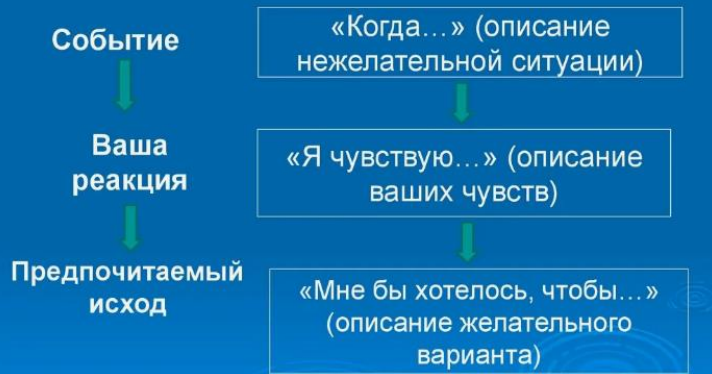 Событие
«Когда…» (описание
нежелательной ситуации)
Ваша
реакция
«Я чувствую…» (описание
ваших чувств)
Предпочитаемый
исход
«Мне бы хотелось, чтобы…»
(описание желательного
варианта)